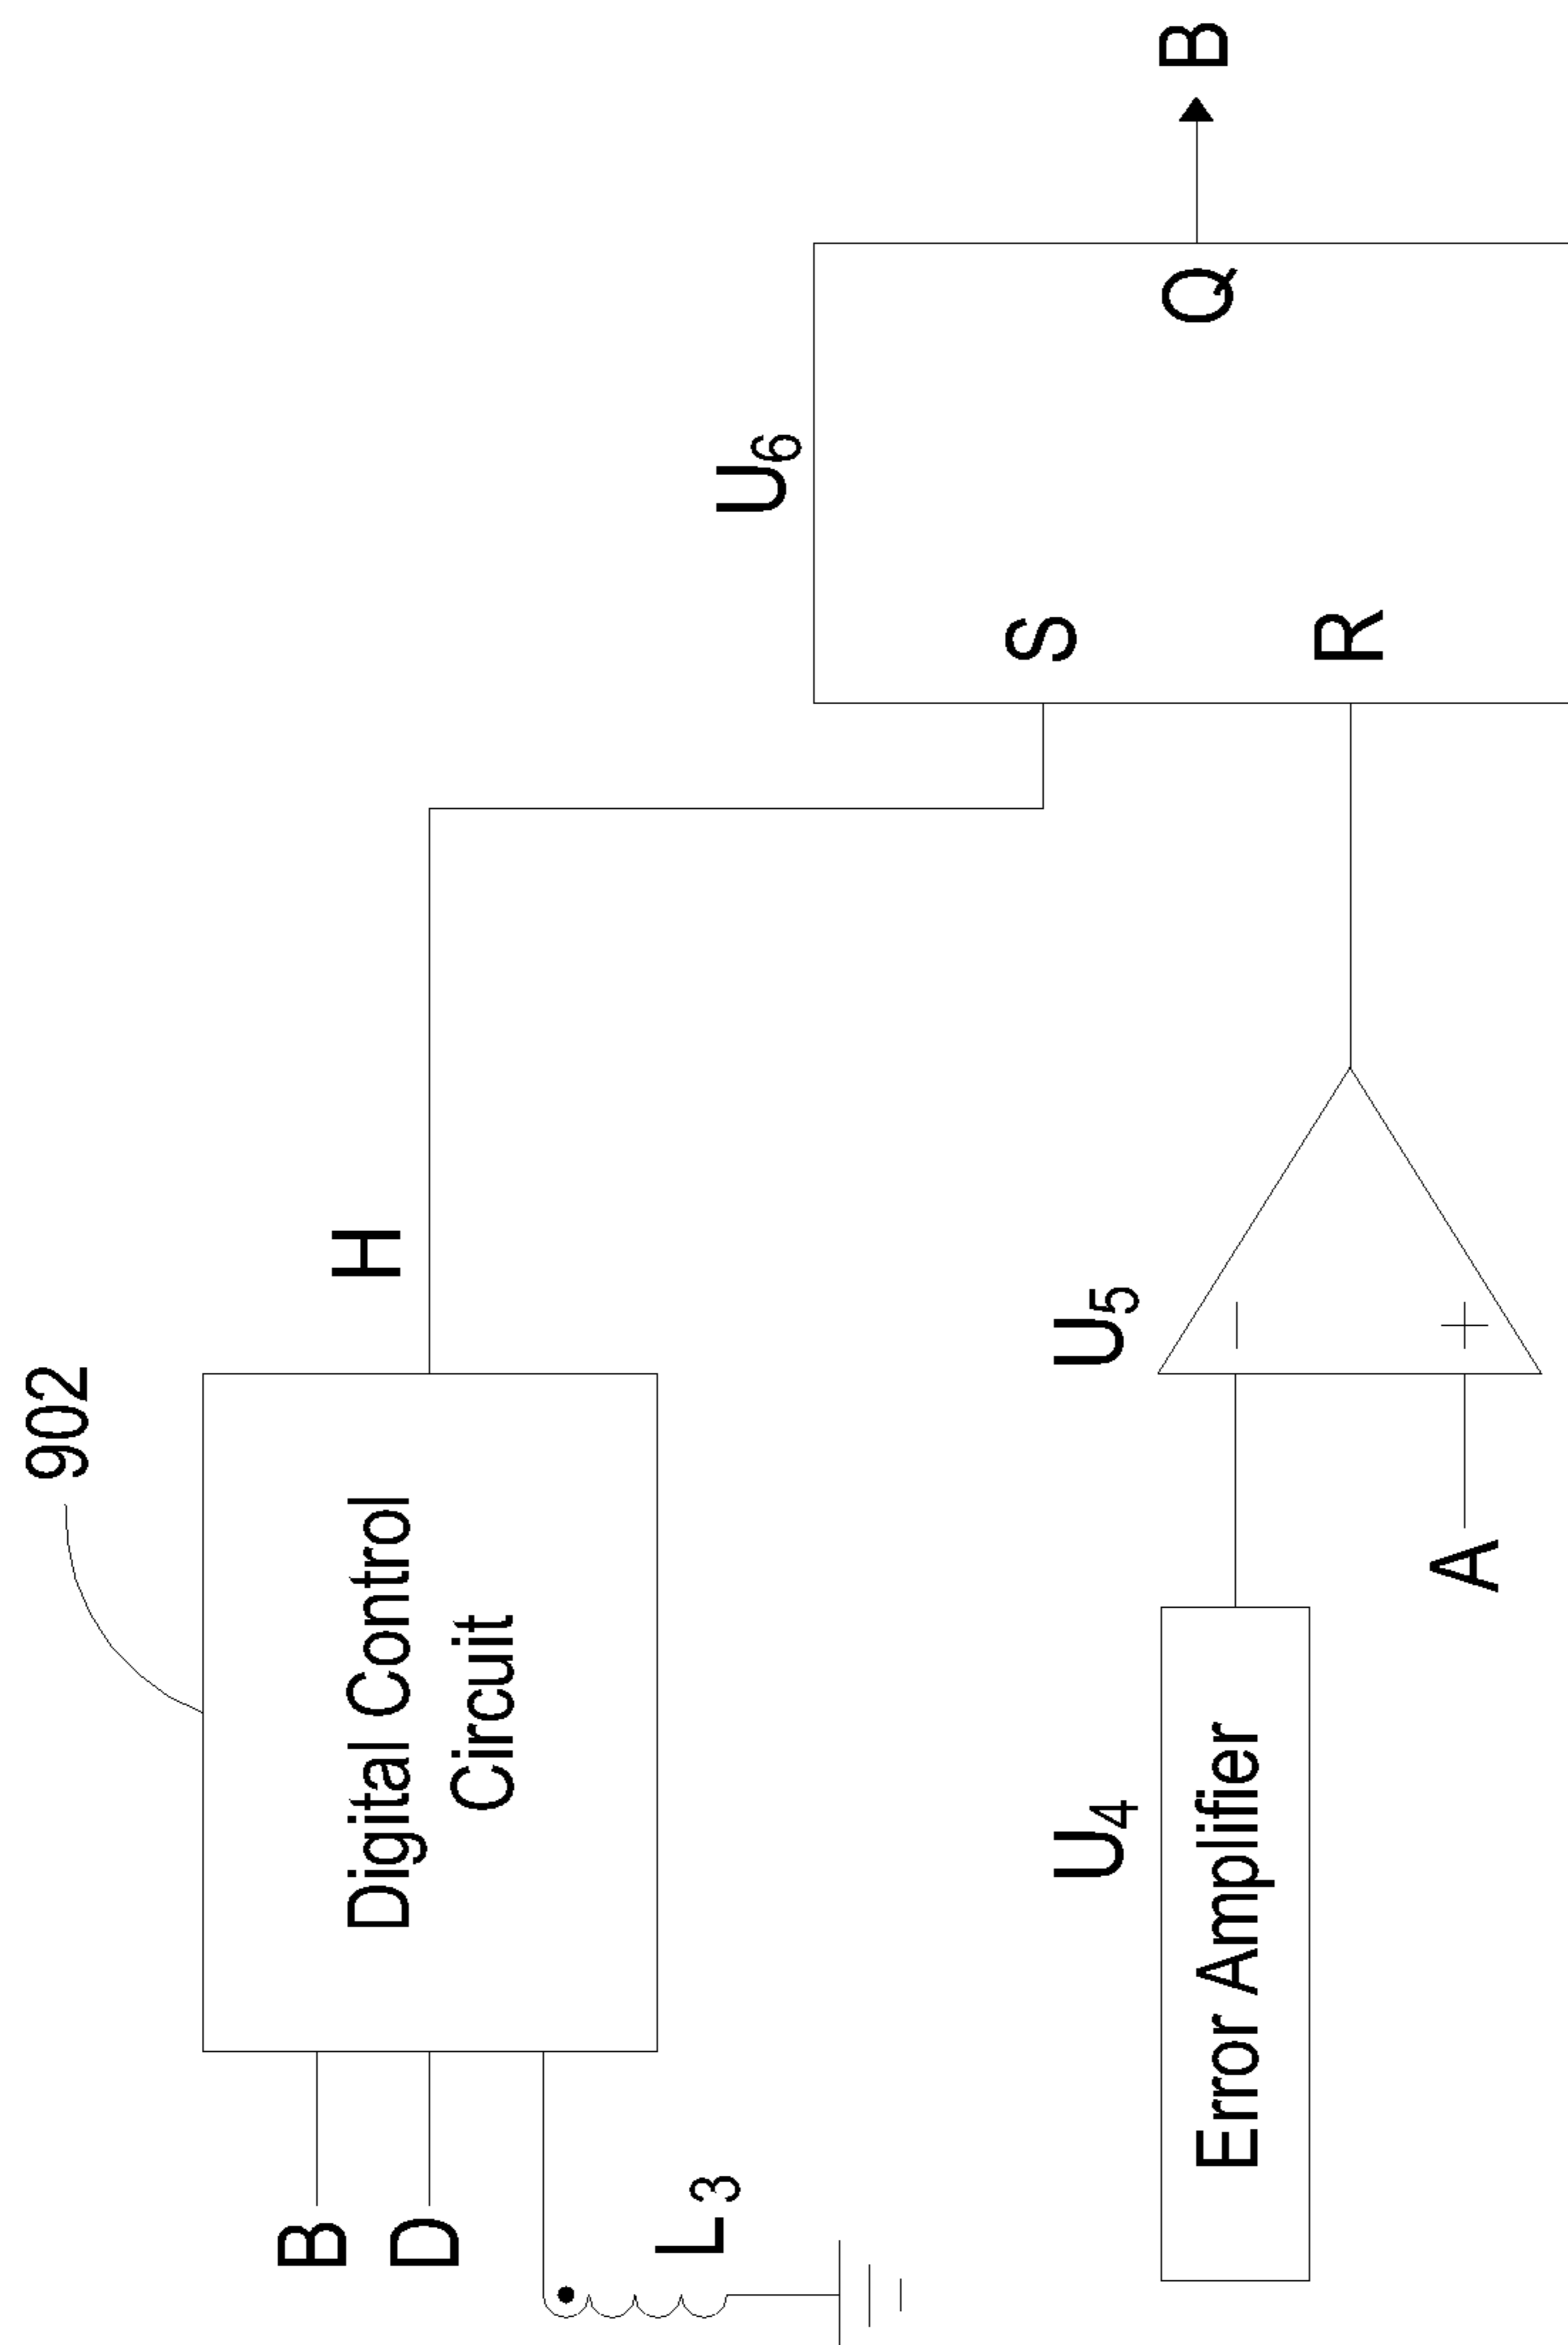 902
B
D
Digital Control
Circuit
H
L3
U6
S
R
Q
B
U4
Error Amplifier
U5
−
+
A